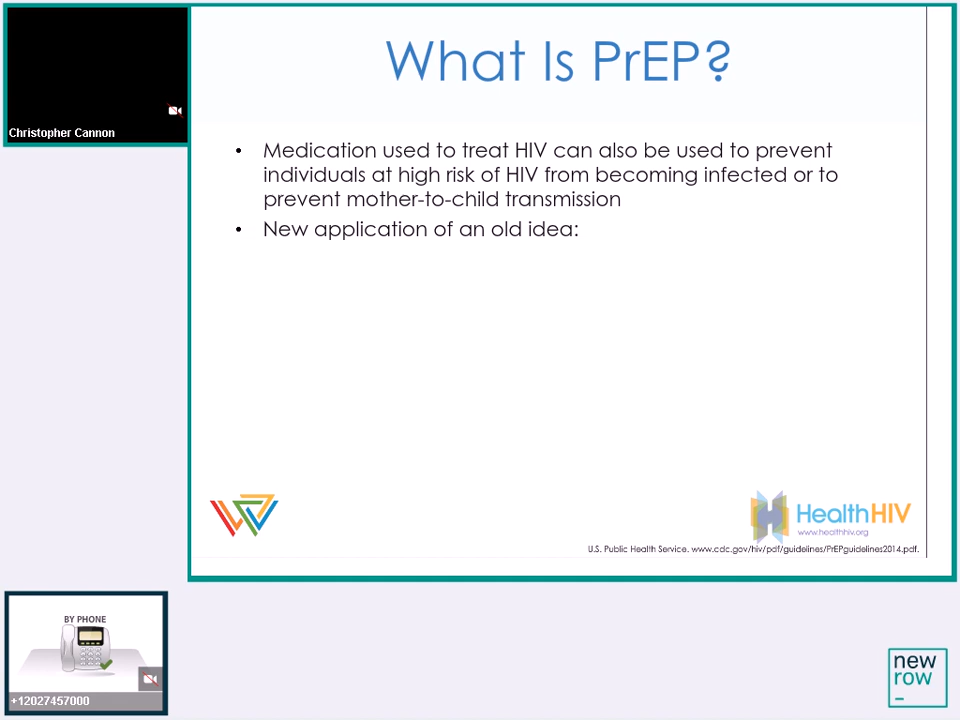 Christopher Cannon
What Is PrEP?
• Medication used to treat HIV can also be used to prevent
individuals at high risk of HIV from becoming infected or to
prevent mother-to-child transmission
• New application of an old idea:
HealthHIV
www.healthhiv.org
U.S. Public Health Service. www.cdc.gov/hiv/pdf/guidelines/PrEPguidelines2014.pdf.
BY PHONE
+12027457000
new
row